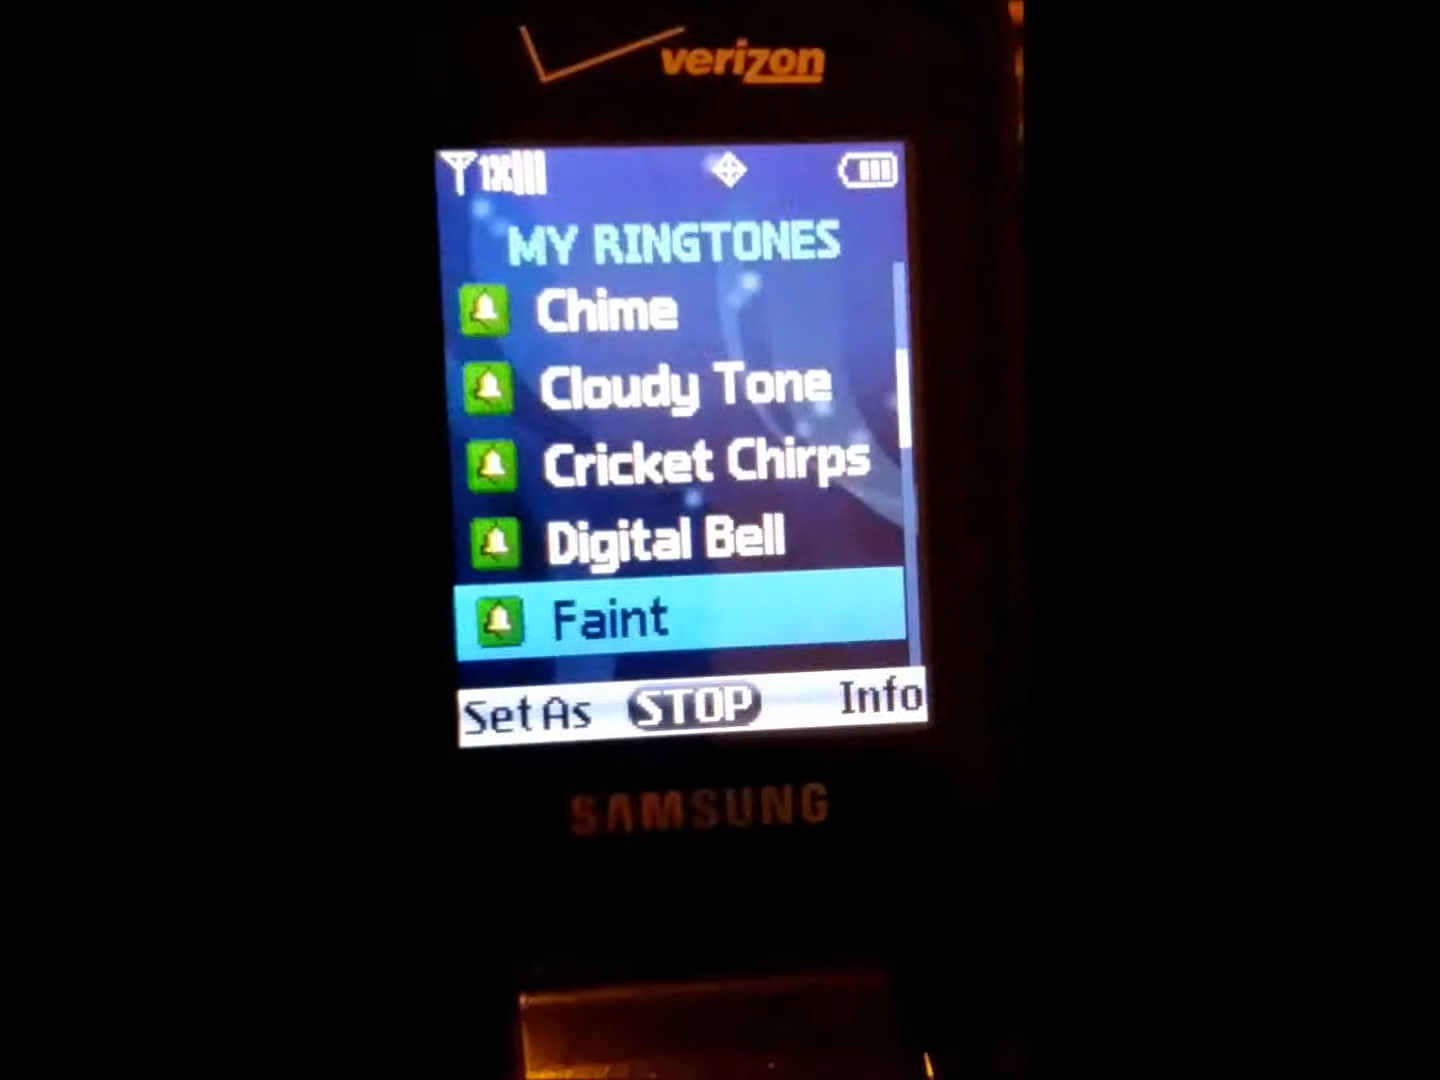 verizon
1X
MY RINGTONES
Chime
Cloudy Tone
Cricket Chirps
Digital Bell
Faint
Set As STOP Info
SAMSUNG